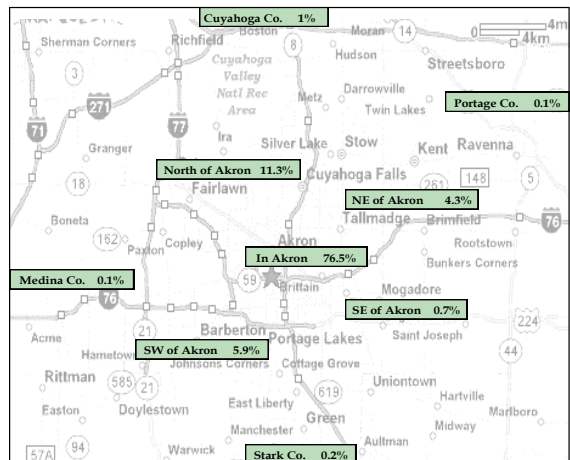 Cuyahoga Co. 1%
MAP QUEST
Richfield
Boston
Moran
14
4m
0
4km
Sherman Corners
8
Hudson
Streetsboro
3
Cuyahoga
Valley
Natl Rec
Area
Darrowville
Metz
Twin Lakes
Portage Co. 0.1%
271
71
77
Ira
Granger
Silver Lake
Stow
Kent
Ravenna
North of Akron 11.3%
Cuyahoga Falls
18
Fairlawn
261
148
5
NE of Akron 4.3%
Boneta
Tallmadge
Brimfield
76
162
Copley
Paxton
Akron
Rootstown
In Akron 76.5%
Bunkers Corners
Medina Co. 0.1%
59
Brittain
Mogadore
76
SE of Akron 0.7%
224
21
Barberton
Portage Lakes
Saint Joseph
Acme
44
SW of Akron 5.9%
Hametown
Johnsons Corners
Cottage Grove
Rittman
585
21
619
Uniontown
Hartville
Easton
Doylestown
East Liberty
Green
Marlboro
Manchester
Midway
94
57A
Warwick
Aultman
Stark Co. 0.2%